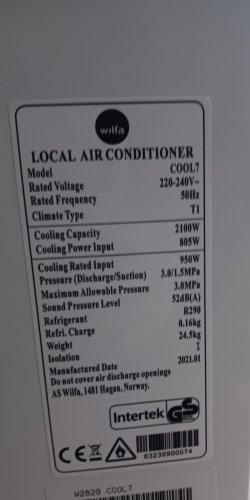 wilfa
LOCAL AIR CONDITIONER
Model COOL7
Rated Voltage 220-240V~
Rated Frequency 50Hz
Climate Type T1
Cooling Capacity 2100W
Cooling Power Input 805W
Cooling Rated Input 950W
Pressure (Discharge/Suction) 3.0/1.5MPa
Maximum Allowable Pressure 3.0MPa
Sound Pressure Level 52dB(A)
Refrigerant R290
Refri. Charge 0.16kg
Weight 24.5kg
Isolation I
Manufactured Date 2021.01
Do not cover air discharge openings
AS Wilfa, 1481 Hagan, Norway.
Intertek GS
CE
63239900074
W2829 COOL7